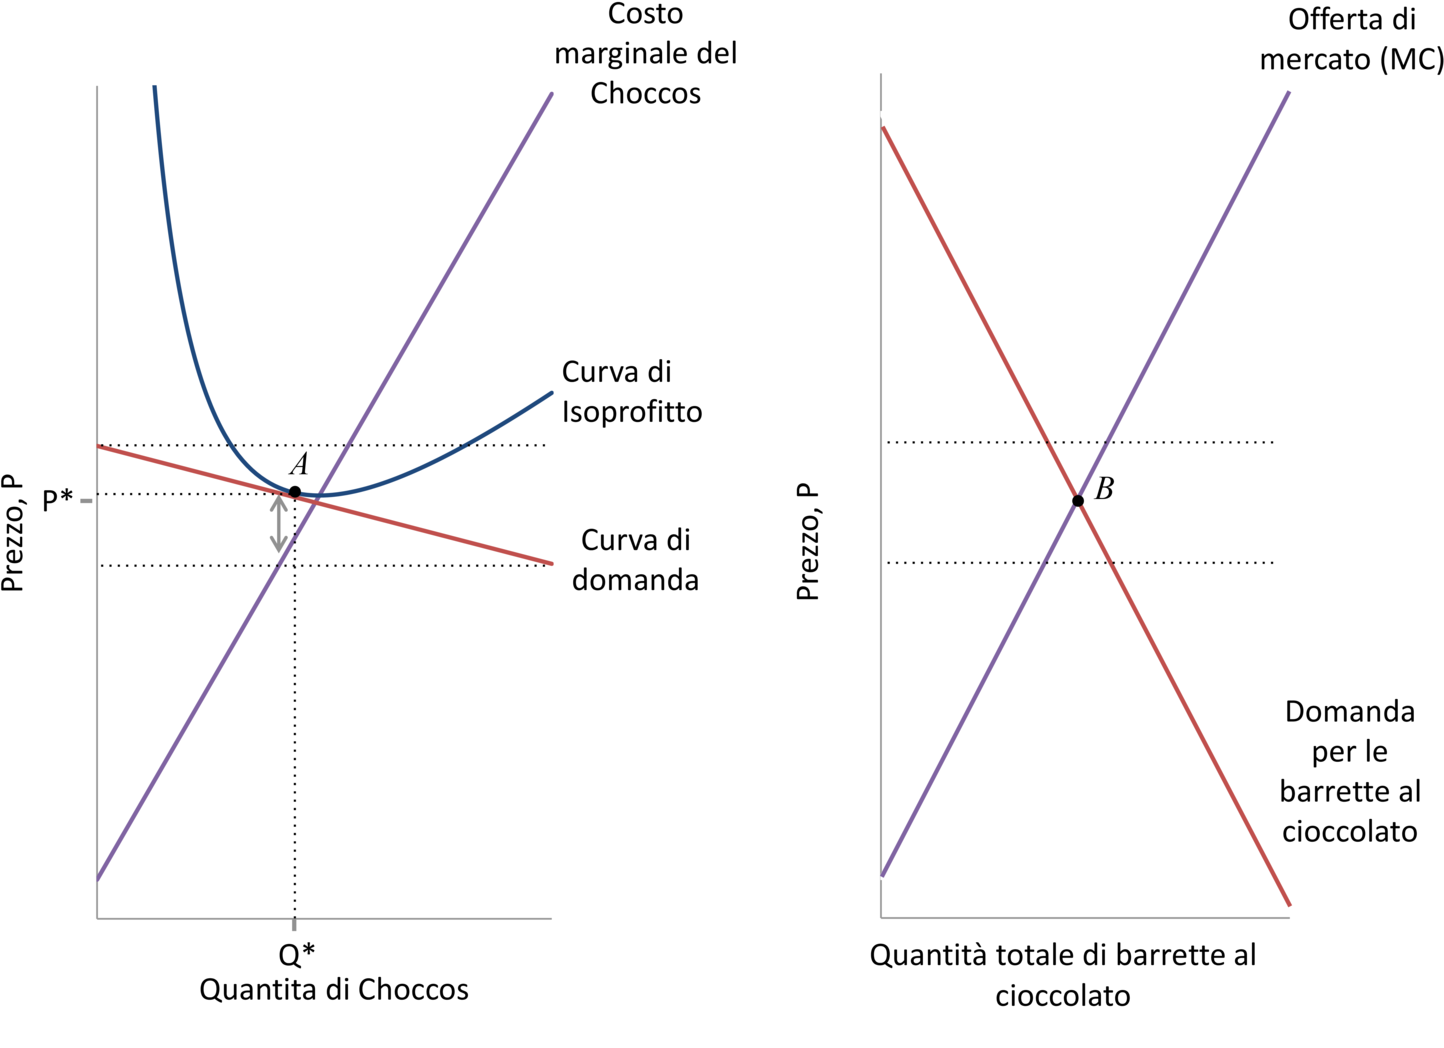 Costo
marginale del
Choccos
Curva di
Isoprofitto
A
P*
Prezzo, P
Curva di
domanda
Q*
Quantita di Choccos
Offerta di
mercato (MC)
B
Prezzo, P
Domanda
per le
barrette al
cioccolato
Quantità totale di barrette al
cioccolato